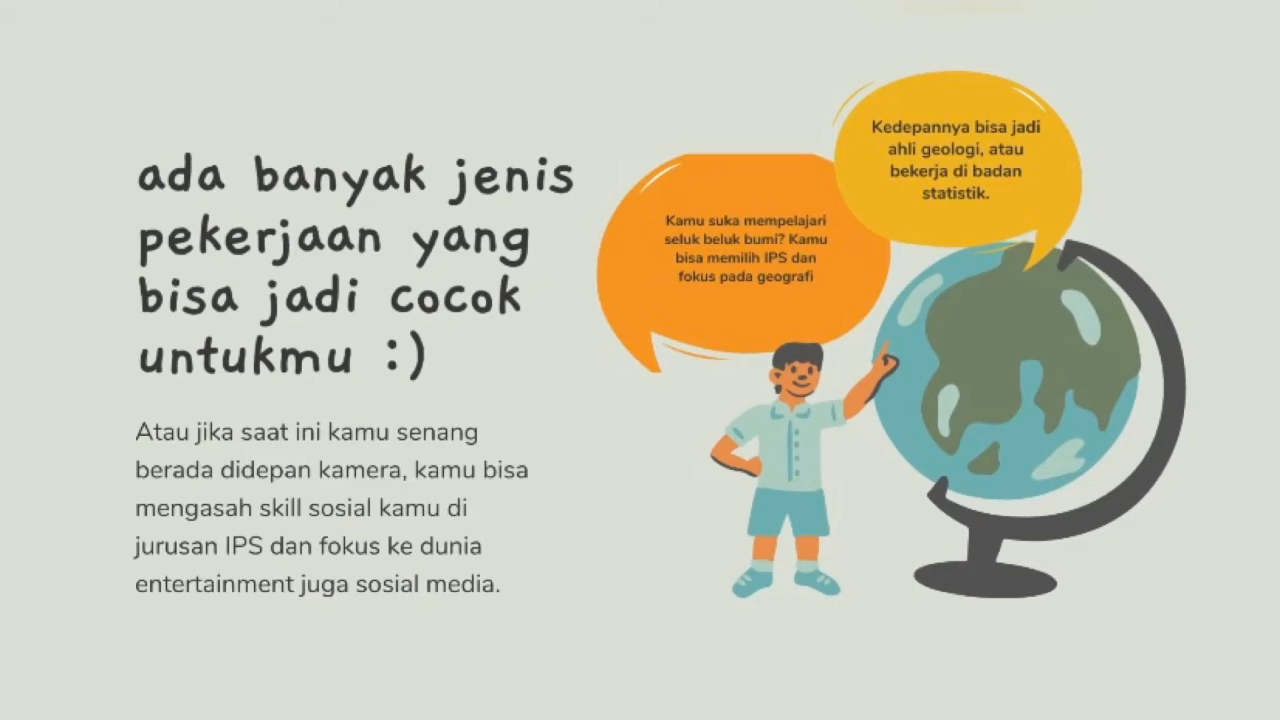 ada banyak jenis
pekerjaan yang
bisa jadi cocok
untukmu :)
Atau jika saat ini kamu senang
berada didepan kamera, kamu bisa
mengasah skill sosial kamu di
jurusan IPS dan fokus ke dunia
entertainment juga sosial media.
Kamu suka mempelajari
seluk beluk bumi? Kamu
bisa memilih IPS dan
fokus pada geografi
Kedepannya bisa jadi
ahli geologi, atau
bekerja di badan
statistik.